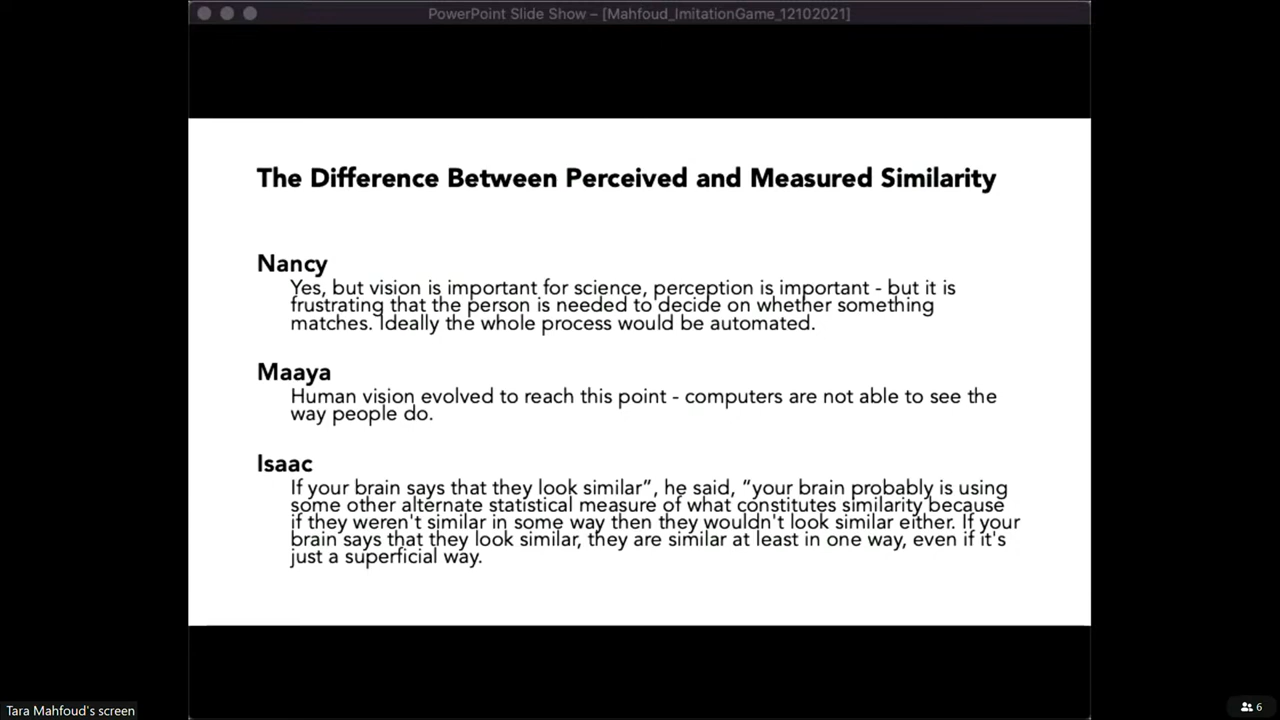 PowerPoint Slide Show – [Mahfoud_ImitationGame_12102021]
The Difference Between Perceived and Measured Similarity
Nancy
Yes, but vision is important for science, perception is important - but it is
frustrating that the person is needed to decide on whether something
matches. Ideally the whole process would be automated.
Maaya
Human vision evolved to reach this point - computers are not able to see the
way people do.
Isaac
If your brain says that they look similar”, he said, “your brain probably is using
some other alternate statistical measure of what constitutes similarity because
if they weren't similar in some way then they wouldn't look similar either. If your
brain says that they look similar, they are similar at least in one way, even if it's
just a superficial way.
Tara Mahfoud's screen
6